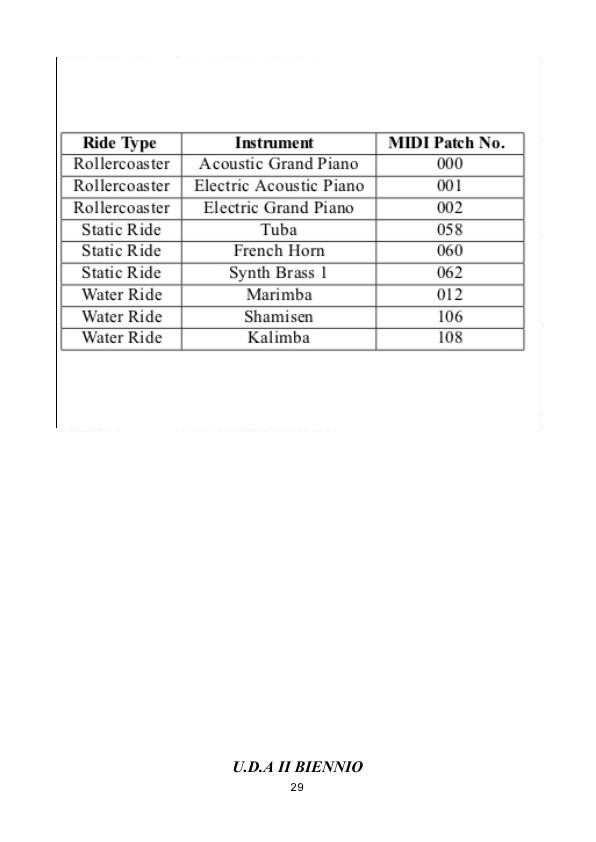 Ride Type Instrument MIDI Patch No.
Rollercoaster Acoustic Grand Piano 000
Rollercoaster Electric Acoustic Piano 001
Rollercoaster Electric Grand Piano 002
Static Ride Tuba 058
Static Ride French Horn 060
Static Ride Synth Brass 1 062
Water Ride Marimba 012
Water Ride Shamisen 106
Water Ride Kalimba 108
U.D.A II BIENNIO
29